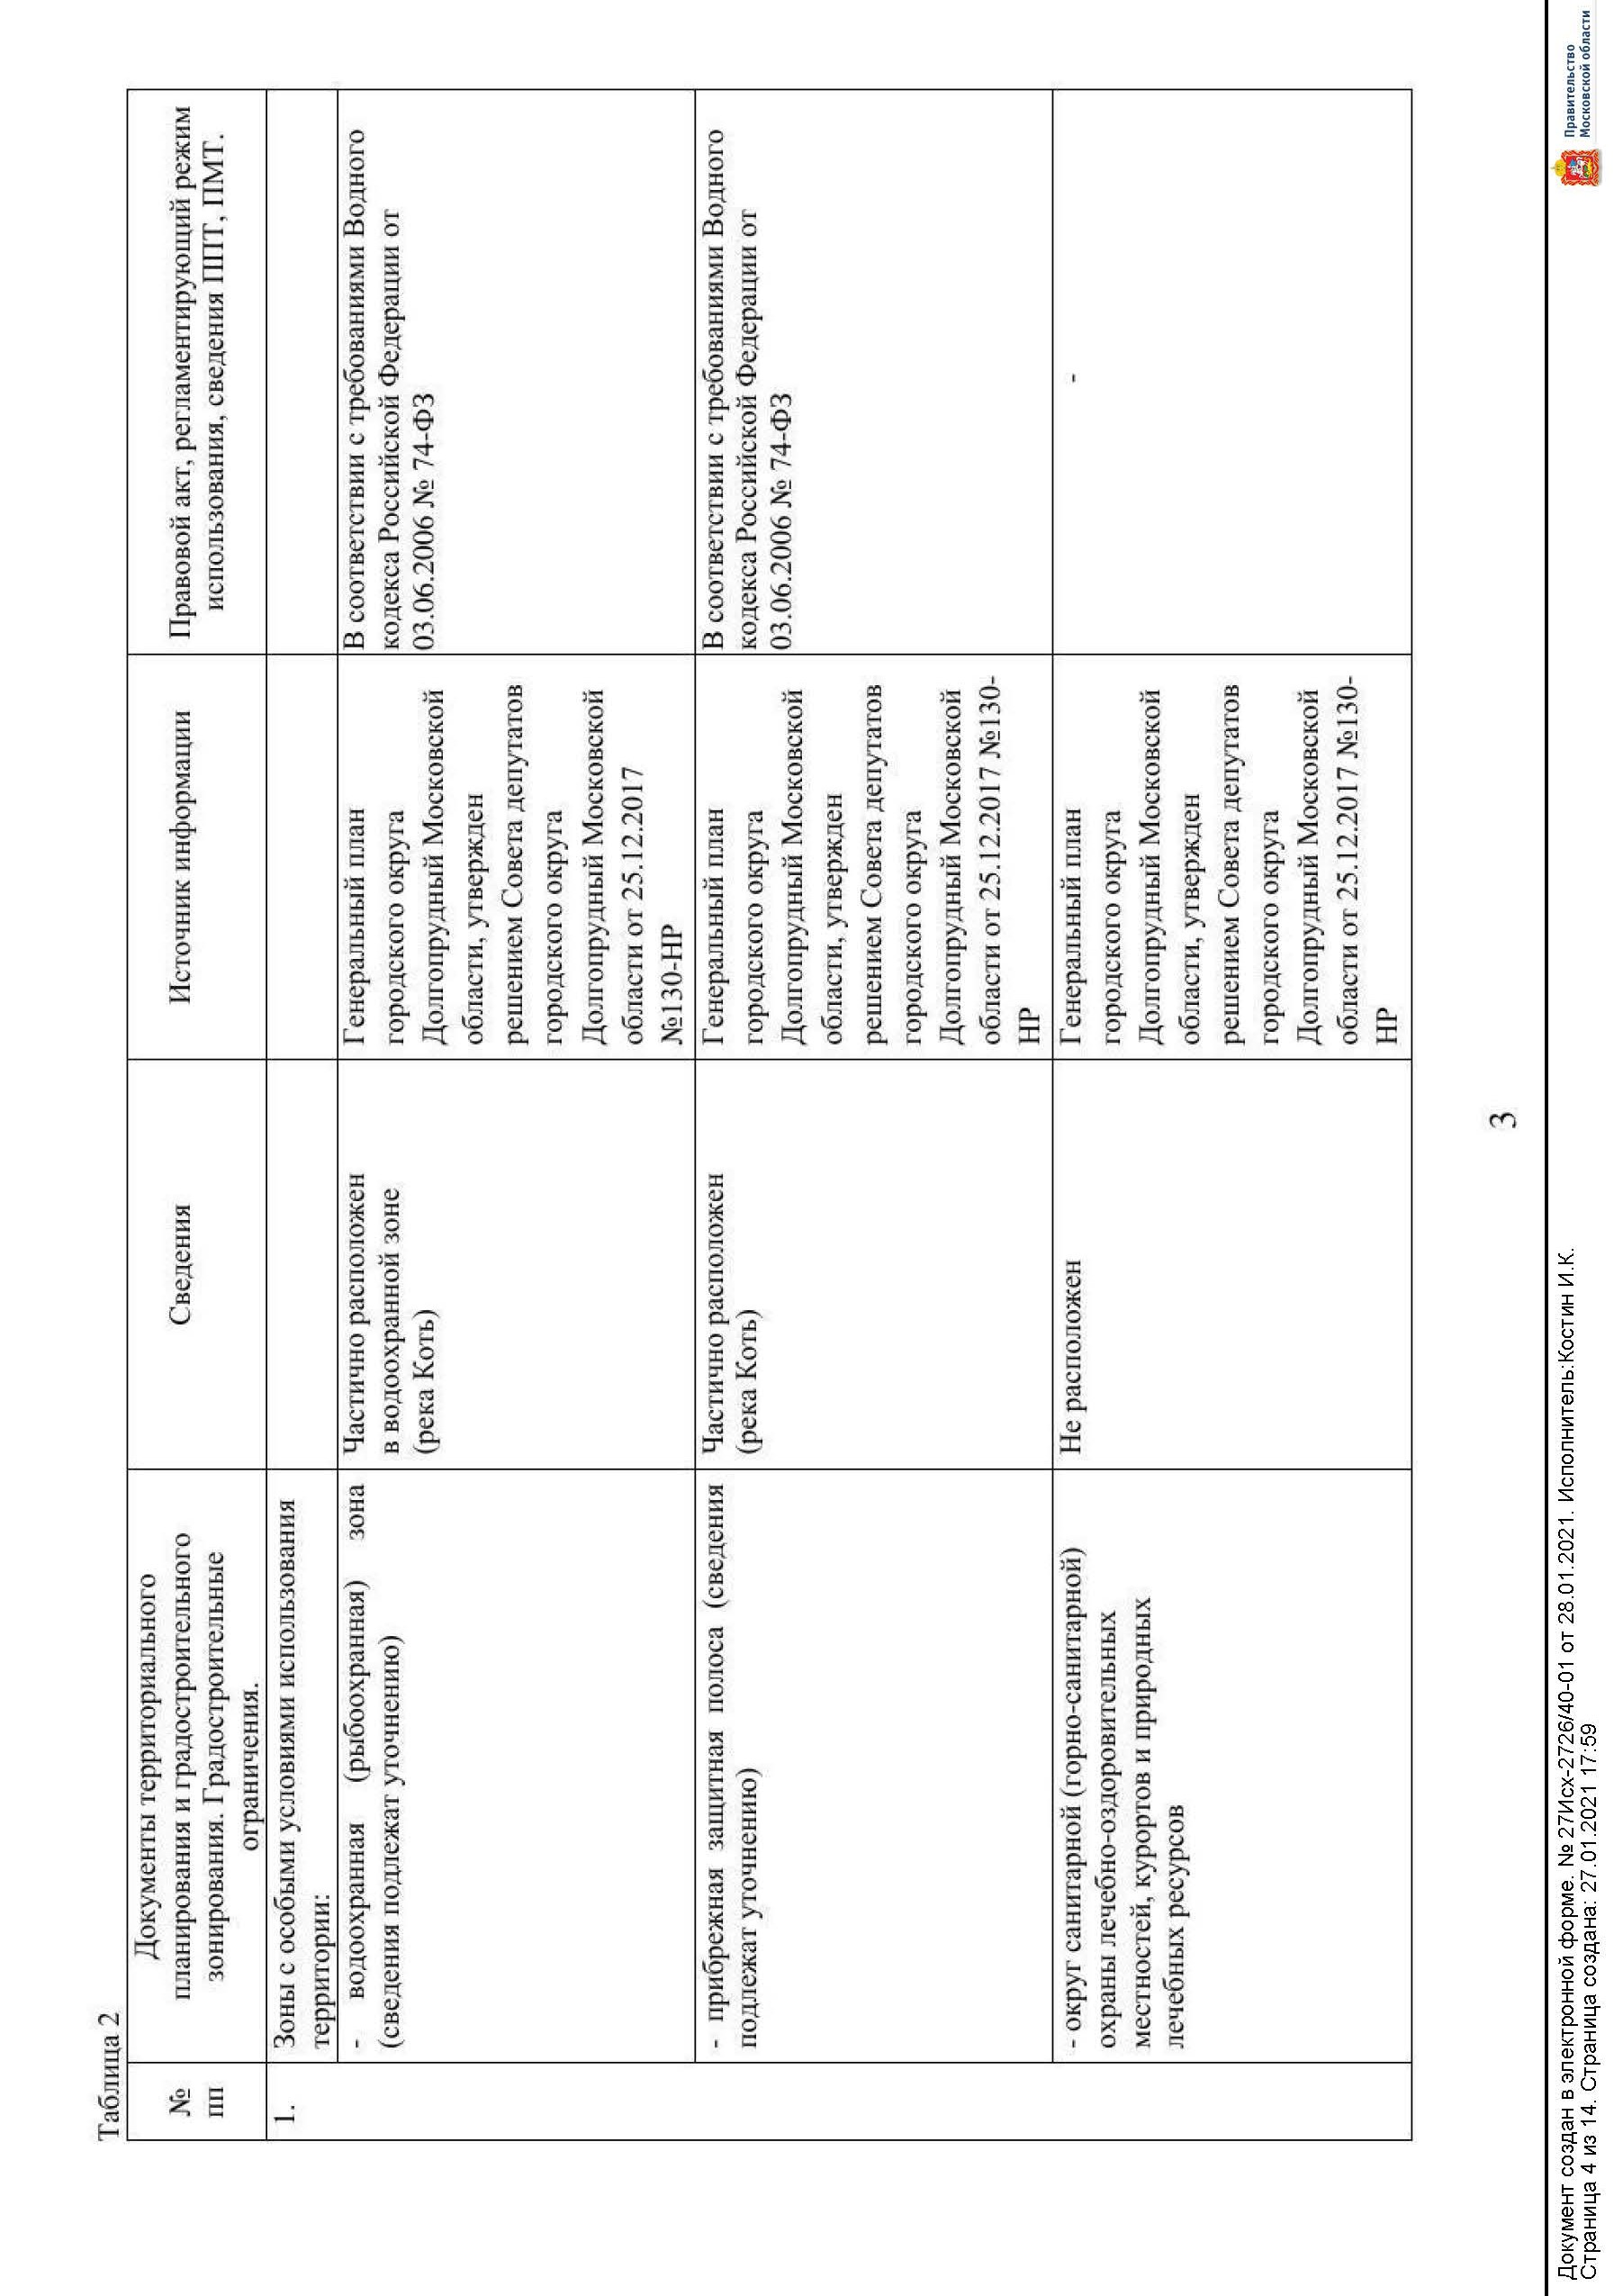 Таблица 2
№
пп
Документы территориального
планирования и градостроительного
зонирования. Градостроительные
ограничения.
Сведения
Источник информации
Правовой акт, регламентирующий режим
использования, сведения ППТ, ПМТ.
1.
Зоны с особыми условиями использования
территории:
- водоохранная (рыбоохранная) зона
(сведения подлежат уточнению)
Частично расположен
в водоохранной зоне
(река Коть)
Генеральный план
городского округа
Долгопрудный Московской
области, утвержден
решением Совета депутатов
городского округа
Долгопрудный Московской
области от 25.12.2017
№130-НР
В соответствии с требованиями Водного
кодекса Российской Федерации от
03.06.2006 № 74-ФЗ
- прибрежная защитная полоса (сведения
подлежат уточнению)
Частично расположен
(река Коть)
Генеральный план
городского округа
Долгопрудный Московской
области, утвержден
решением Совета депутатов
городского округа
Долгопрудный Московской
области от 25.12.2017 №130-
НР
В соответствии с требованиями Водного
кодекса Российской Федерации от
03.06.2006 № 74-ФЗ
- округ санитарной (горно-санитарной)
охраны лечебно-оздоровительных
местностей, курортов и природных
лечебных ресурсов
Не расположен
Генеральный план
городского округа
Долгопрудный Московской
области, утвержден
решением Совета депутатов
городского округа
Долгопрудный Московской
области от 25.12.2017 №130-
НР
-
3
Документ создан в электронной форме. № 27Исх-2726/40-01 от 28.01.2021. Исполнитель:Костин И.К.
Страница 4 из 14. Страница создана: 27.01.2021 17:59
Правительство
Московской области